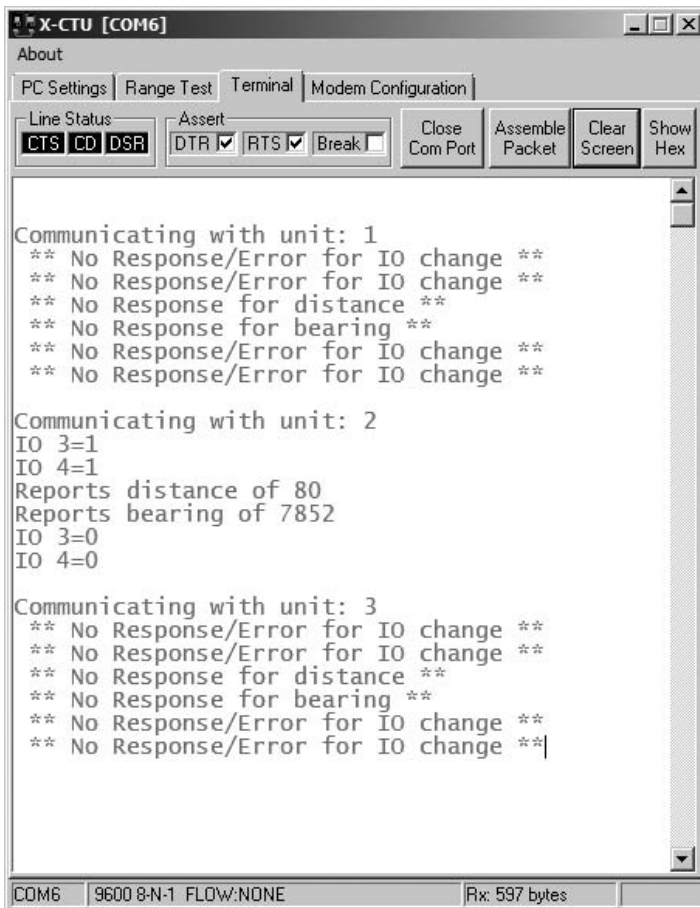 X-CTU [COM6]
About
PC Settings Range Test Terminal Modem Configuration
Line Status Assert
CTS CD DSR DTR RTS Break
Close Com Port
Assemble Packet
Clear Screen
Show Hex
Communicating with unit: 1
** No Response/Error for IO change **
** No Response/Error for IO change **
** No Response for distance **
** No Response for bearing **
** No Response/Error for IO change **
** No Response/Error for IO change **
Communicating with unit: 2
IO 3=1
IO 4=1
Reports distance of 80
Reports bearing of 7852
IO 3=0
IO 4=0
Communicating with unit: 3
** No Response/Error for IO change **
** No Response/Error for IO change **
** No Response for distance **
** No Response for bearing **
** No Response/Error for IO change **
** No Response/Error for IO change **
COM6 9600 8-N-1 FLOW:NONE Rx: 597 bytes